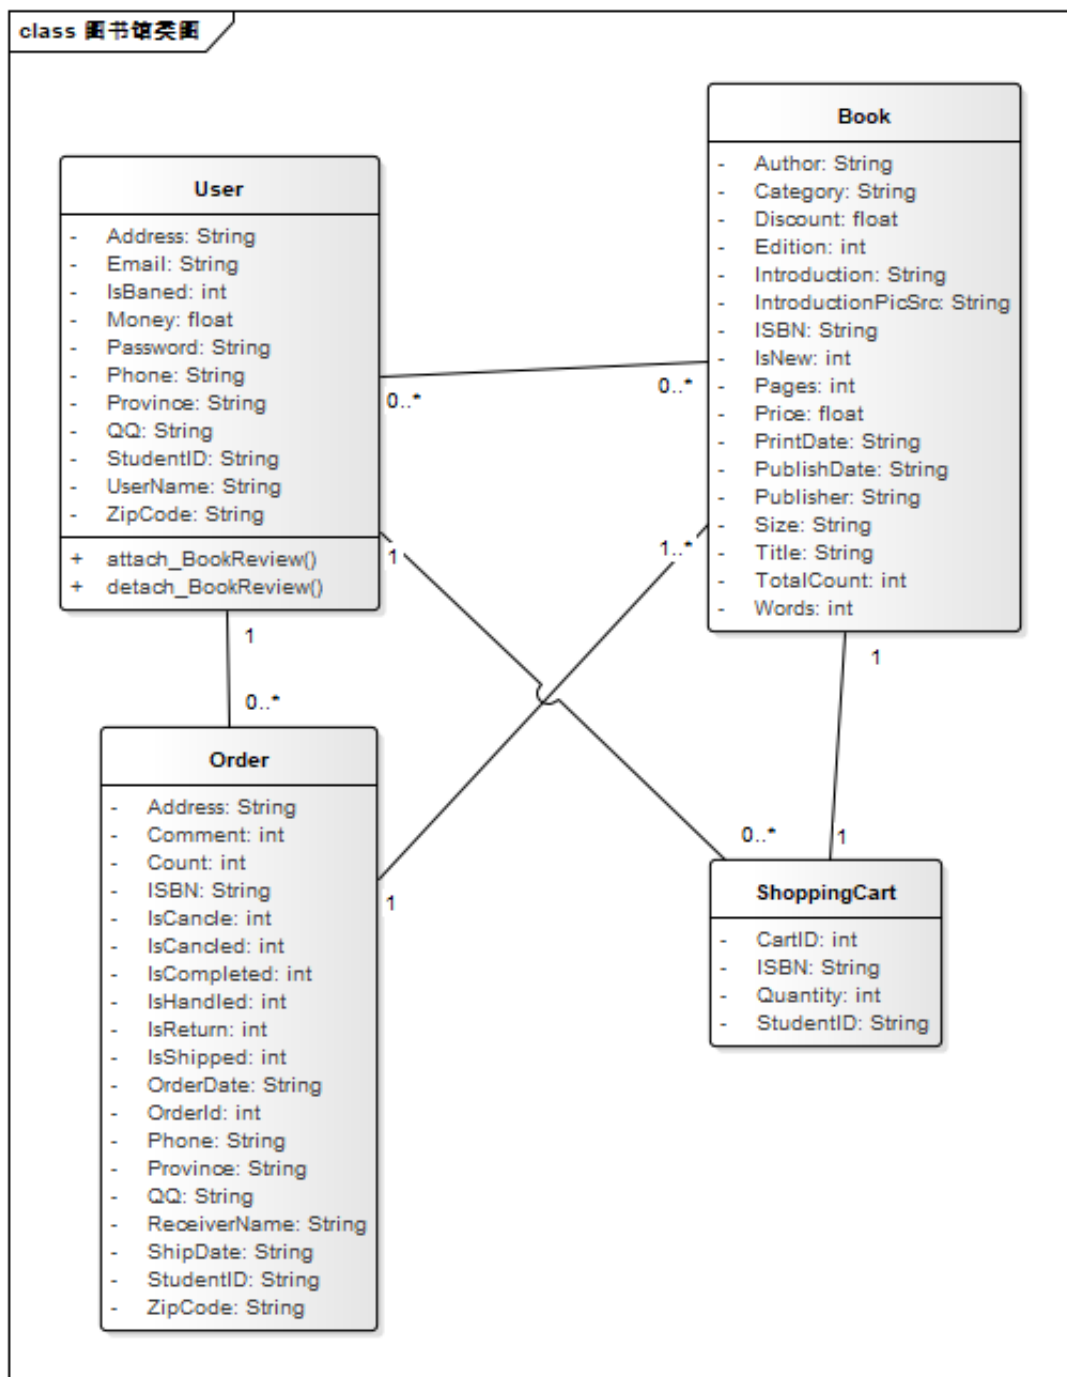 class 图书馆类图
User
- Address: String
- Email: String
- IsBaned: int
- Money: float
- Password: String
- Phone: String
- Province: String
- QQ: String
- StudentID: String
- UserName: String
- ZipCode: String
+ attach_BookReview()
+ detach_BookReview()
Book
- Author: String
- Category: String
- Discount: float
- Edition: int
- Introduction: String
- IntroductionPicSrc: String
- ISBN: String
- IsNew: int
- Pages: int
- Price: float
- PrintDate: String
- PublishDate: String
- Publisher: String
- Size: String
- Title: String
- TotalCount: int
- Words: int
0..*
0..*
1
1..*
1
1
0..*
0..*
1
1
Order
- Address: String
- Comment: int
- Count: int
- ISBN: String
- IsCancle: int
- IsCancled: int
- IsCompleted: int
- IsHandled: int
- IsReturn: int
- IsShipped: int
- OrderDate: String
- OrderId: int
- Phone: String
- Province: String
- QQ: String
- ReceiverName: String
- ShipDate: String
- StudentID: String
- ZipCode: String
ShoppingCart
- CartID: int
- ISBN: String
- Quantity: int
- StudentID: String